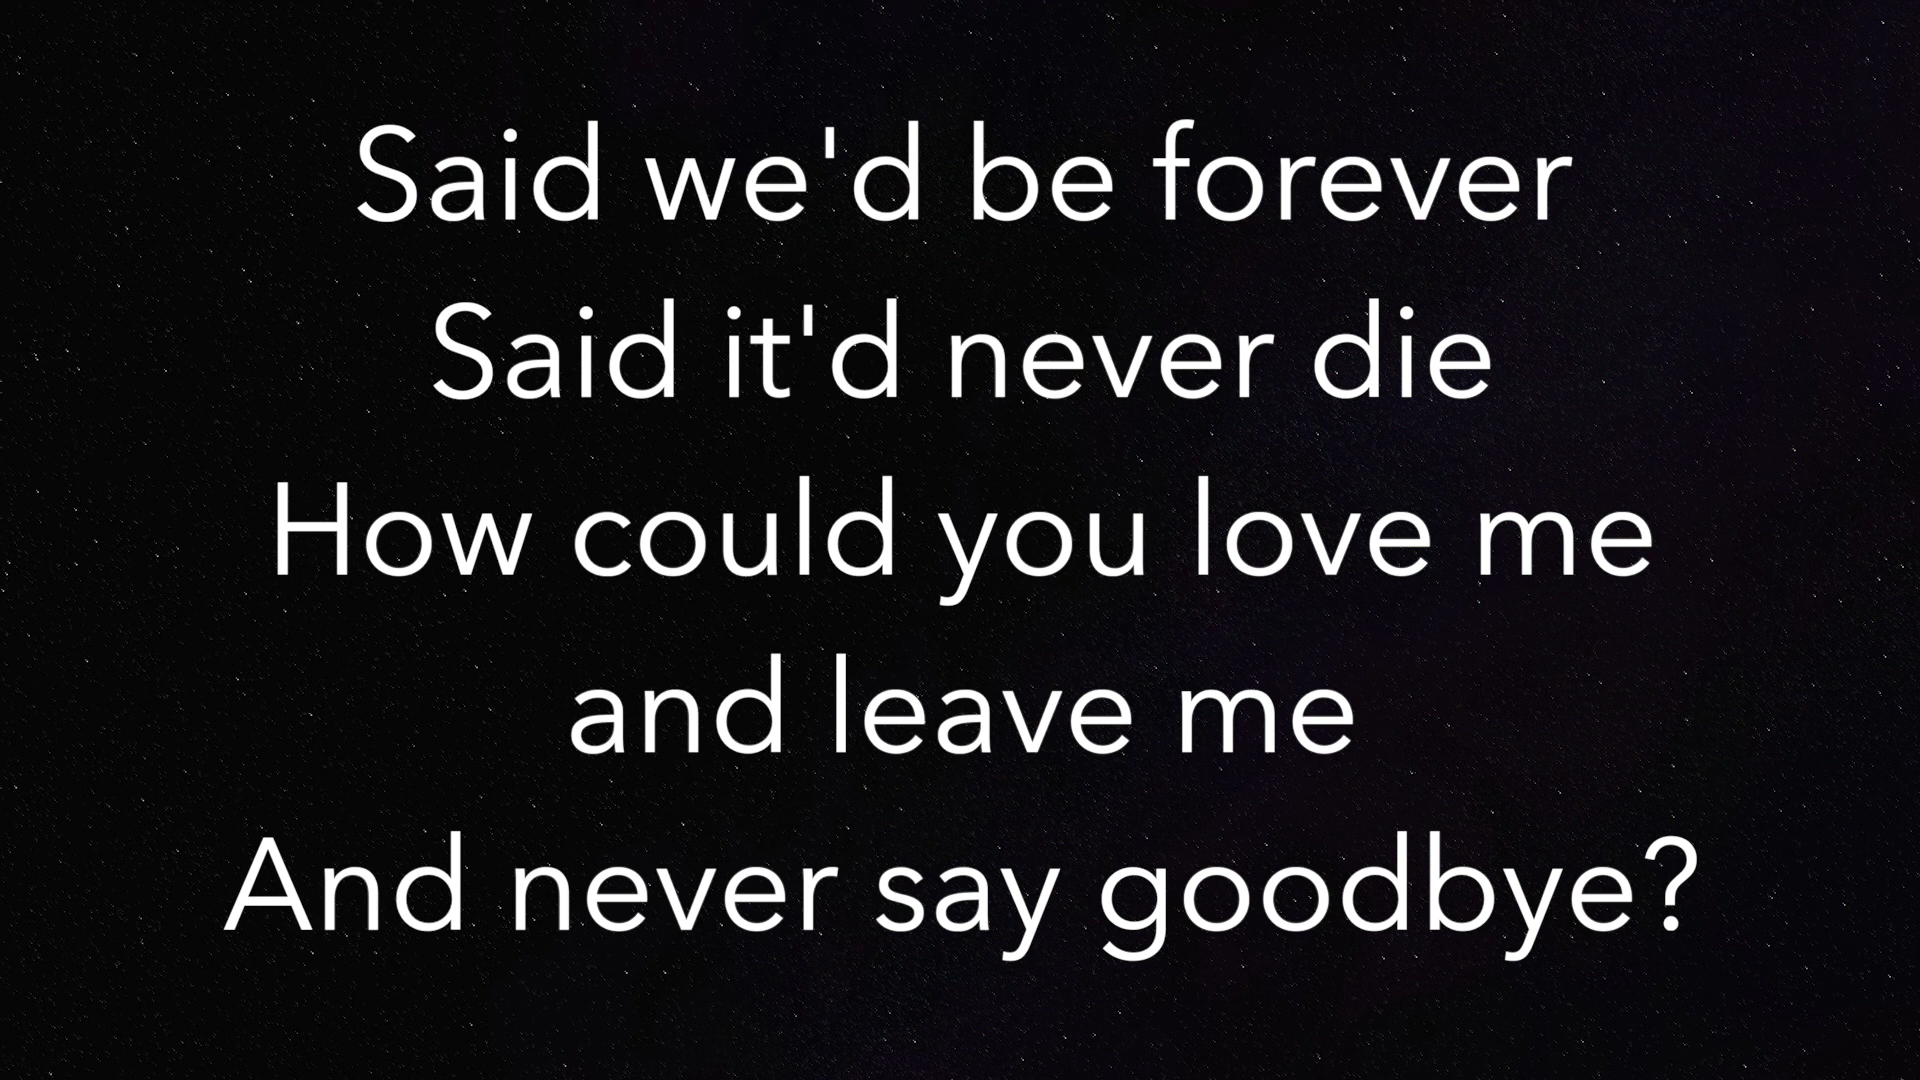 Said we'd be forever
Said it'd never die
How could you love me
and leave me
And never say goodbye?